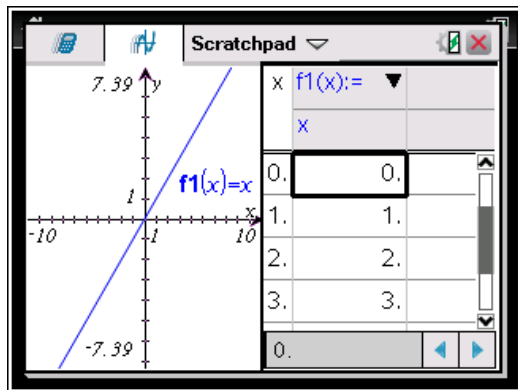 Scratchpad
7.39 y
f1(x)=x
1
x
-10 1 10
-7.39
x f1(x):=
x
0. 0.
1. 1.
2. 2.
3. 3.
0.